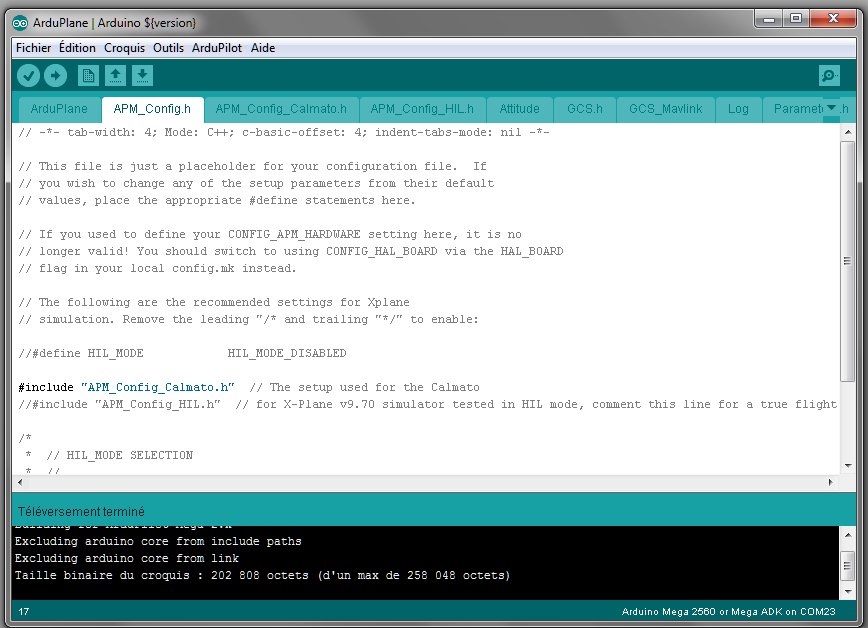 ArduPlane | Arduino ${version}
Fichier Édition Croquis Outils ArduPilot Aide
ArduPlane APM_Config.h APM_Config_Calmato.h APM_Config_HIL.h Attitude GCS.h GCS_Mavlink Log Paramet .h
// -*- tab-width: 4; Mode: C++; c-basic-offset: 4; indent-tabs-mode: nil -*-
// This file is just a placeholder for your configuration file.  If
// you wish to change any of the setup parameters from their default
// values, place the appropriate #define statements here.
// If you used to define your CONFIG_APM_HARDWARE setting here, it is no
// longer valid! You should switch to using CONFIG_HAL_BOARD via the HAL_BOARD
// flag in your local config.mk instead.
// The following are the recommended settings for Xplane
// simulation. Remove the leading "/* and trailing "*/" to enable:
//#define HIL_MODE            HIL_MODE_DISABLED
#include "APM_Config_Calmato.h"  // The setup used for the Calmato
//#include "APM_Config_HIL.h"  // for X-Plane v9.70 simulator tested in HIL mode, comment this line for a true flight
/*
 *  // HIL_MODE SELECTION
 *  //
Téléversement terminé
Excluding arduino core from include paths
Excluding arduino core from link
Taille binaire du croquis : 202 808 octets (d'un max de 258 048 octets)
17
Arduino Mega 2560 or Mega ADK on COM23